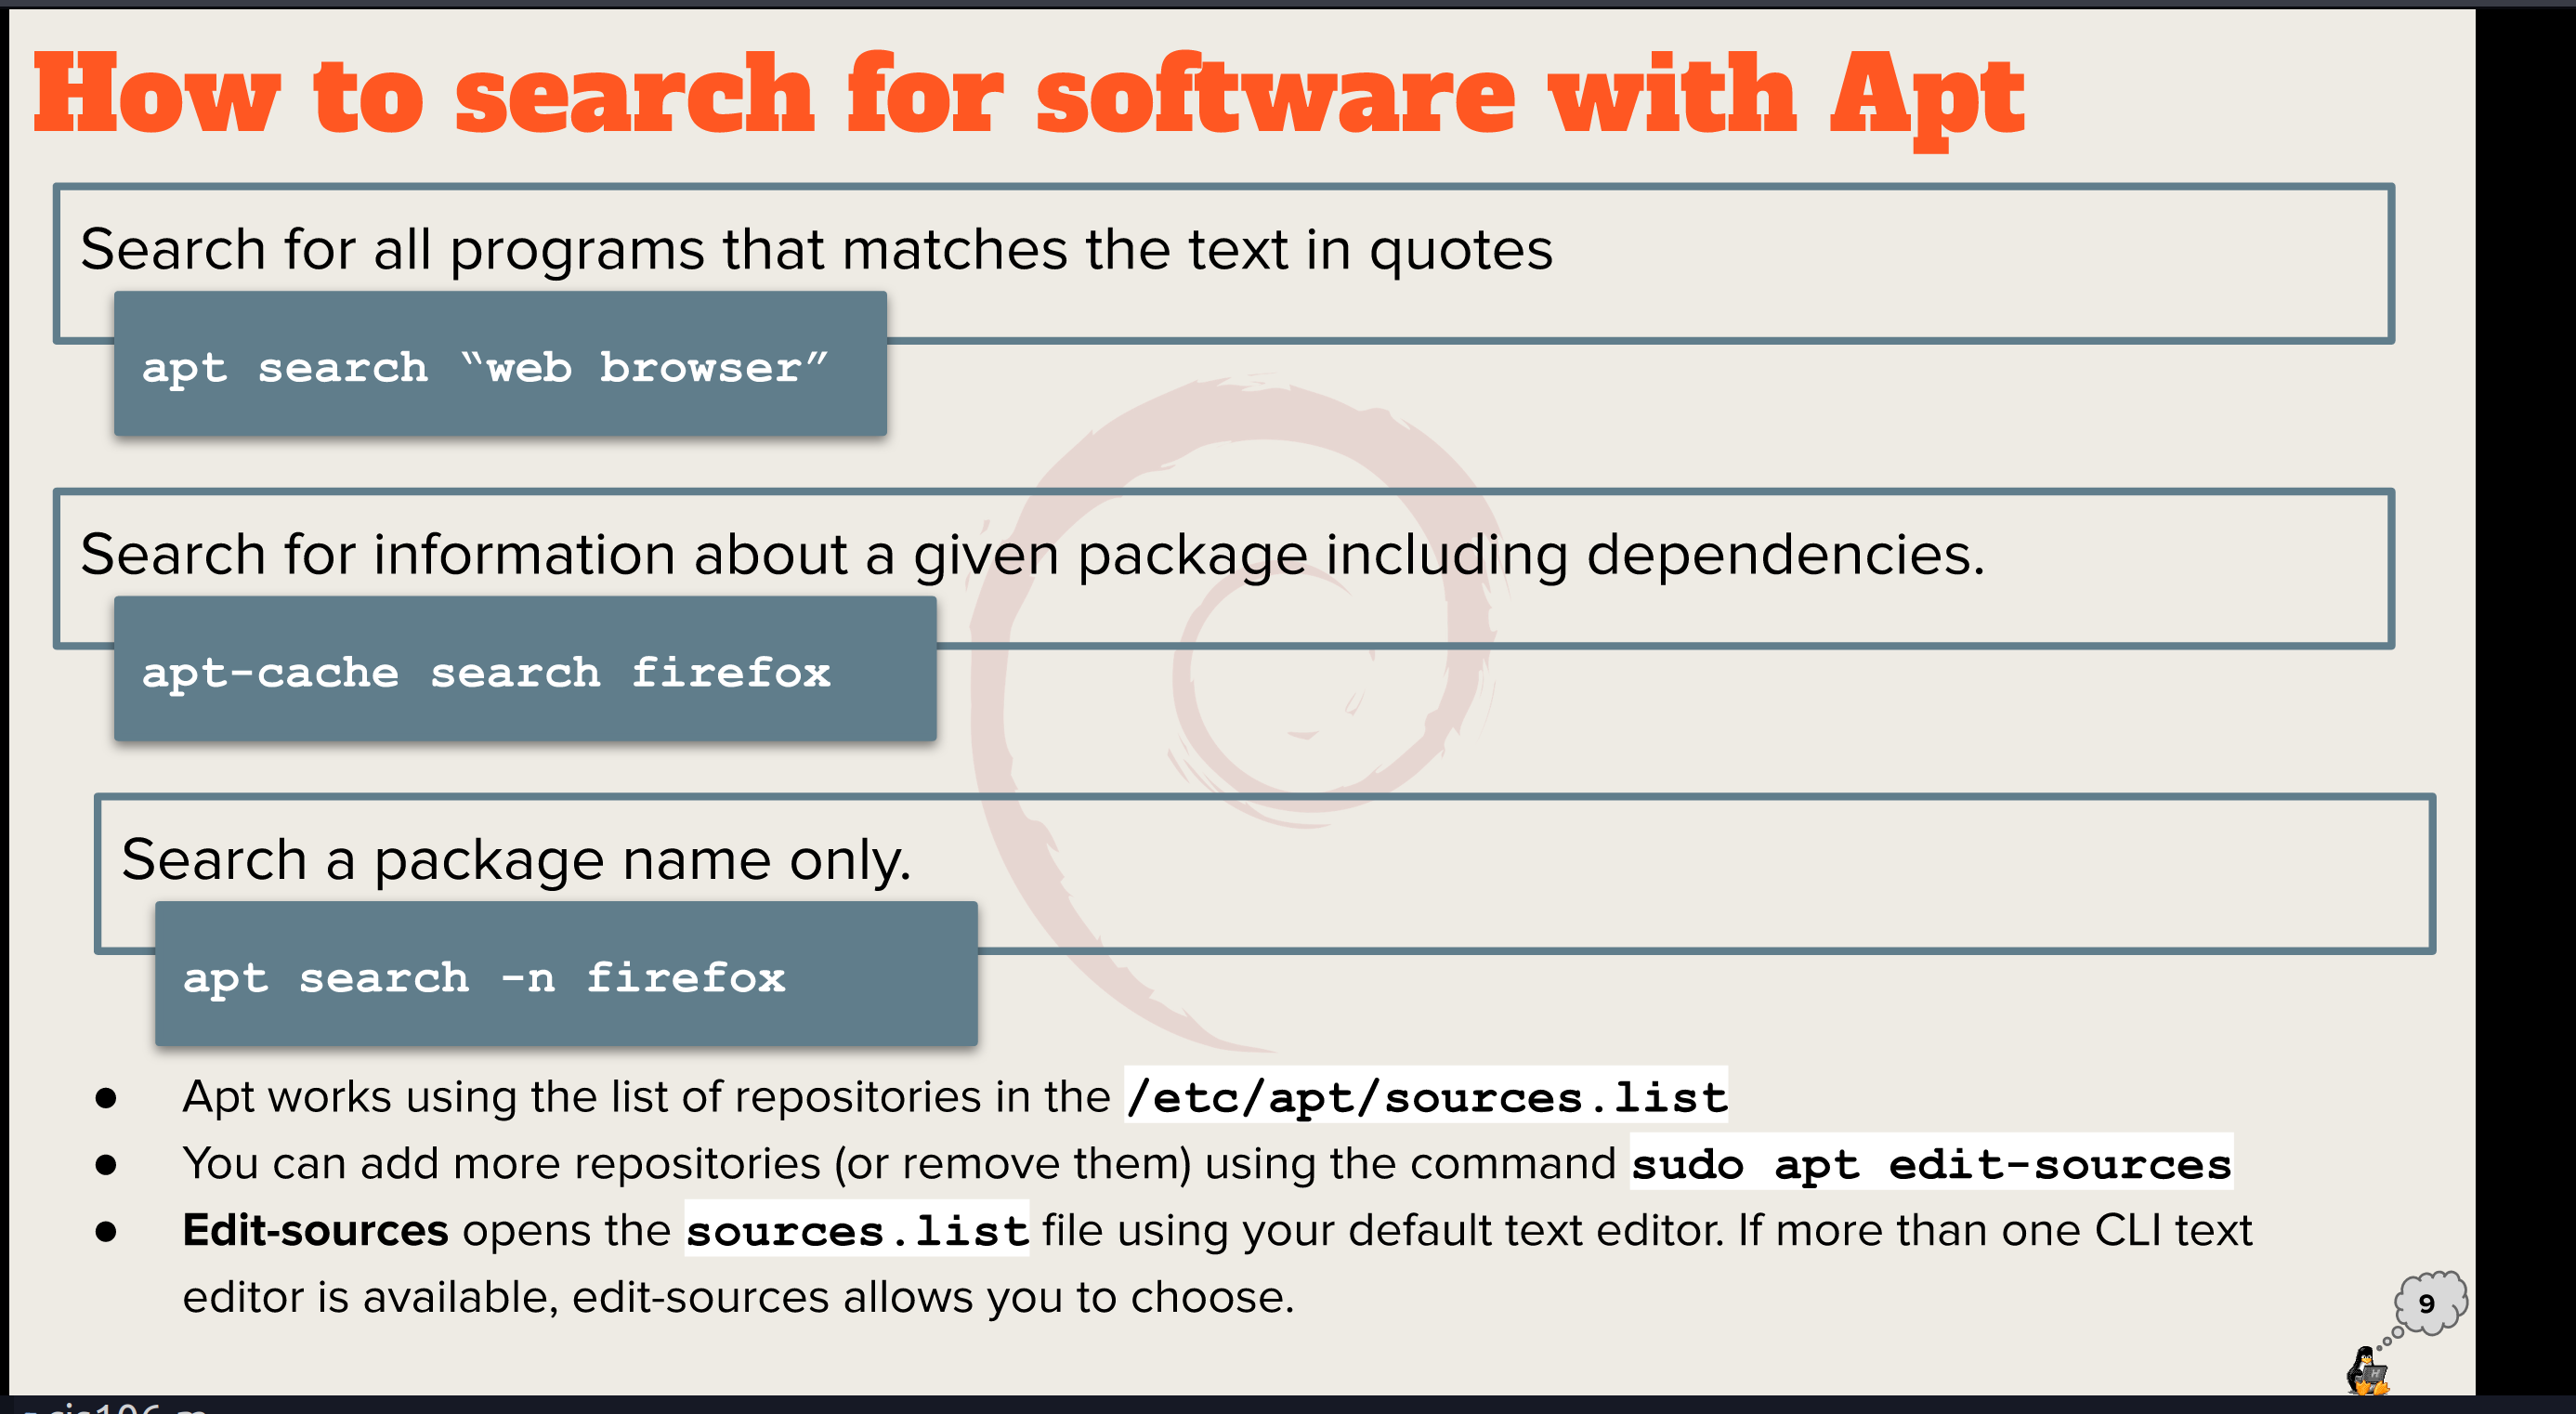 How to search for software with Apt
Search for all programs that matches the text in quotes
apt search “web browser”
Search for information about a given package including dependencies.
apt-cache search firefox
Search a package name only.
apt search -n firefox
● Apt works using the list of repositories in the /etc/apt/sources.list
● You can add more repositories (or remove them) using the command sudo apt edit-sources
● Edit-sources opens the sources.list file using your default text editor. If more than one CLI text
editor is available, edit-sources allows you to choose.
9